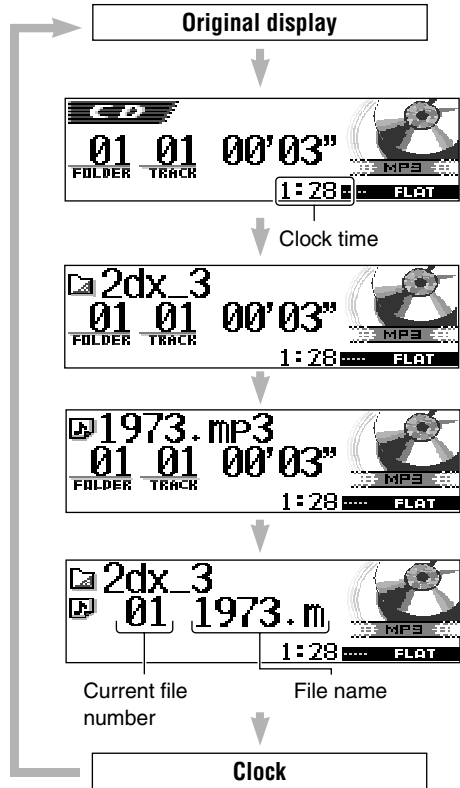 Original display
CD
01 01 00'03"
FOLDER TRACK
MP3
1:28 FLAT
Clock time
2dx_3
01 01 00'03"
FOLDER TRACK
MP3
1:28 FLAT
1973.mp3
01 01 00'03"
FOLDER TRACK
MP3
1:28 FLAT
2dx_3
01 1973.m
MP3
1:28 FLAT
Current file number
File name
Clock